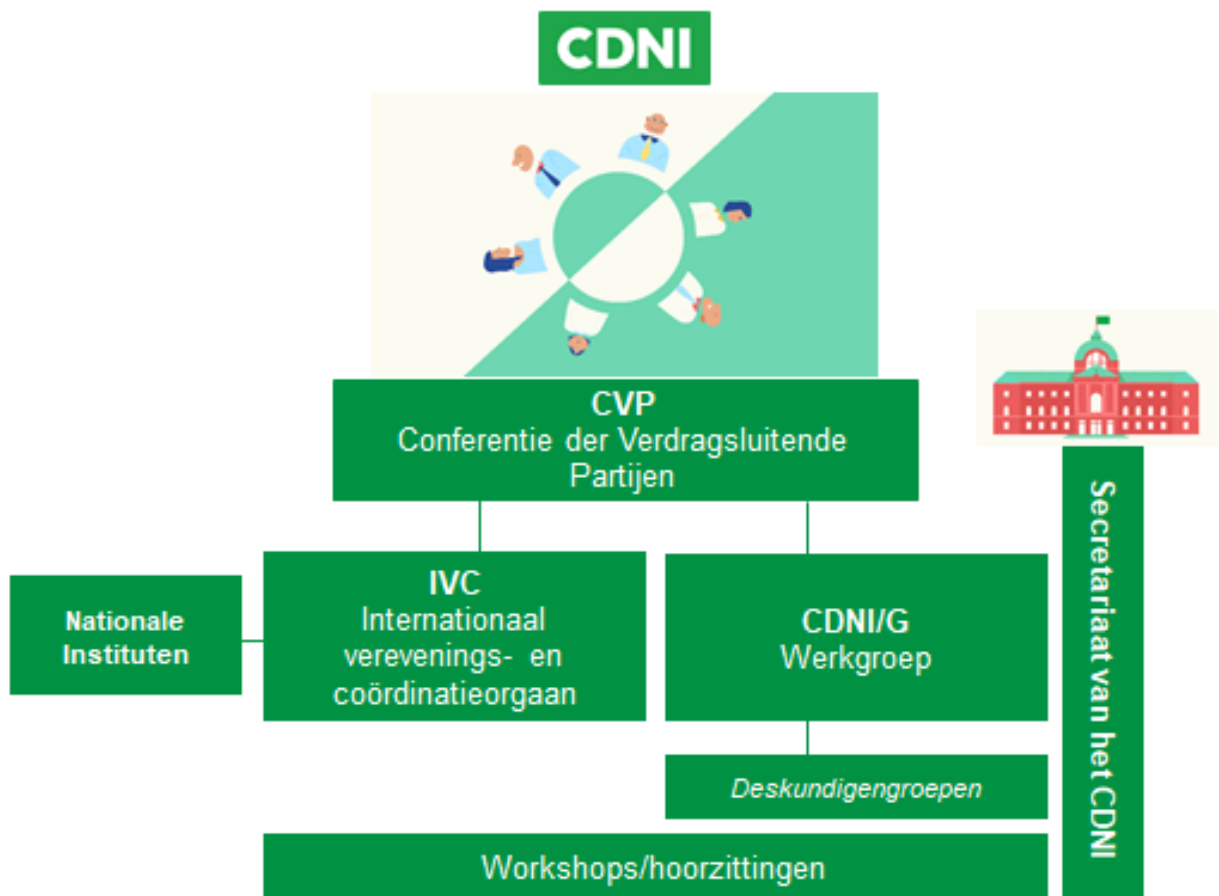 CDNI
CVP
Conferentie der Verdragsluitende
Partijen
Nationale
Instituten
IVC
Internationaal
verevenings- en
coördinatieorgaan
CDNI/G
Werkgroep
Deskundigengroepen
Workshops/hoorzittingen
Secretariaat van het CDNI